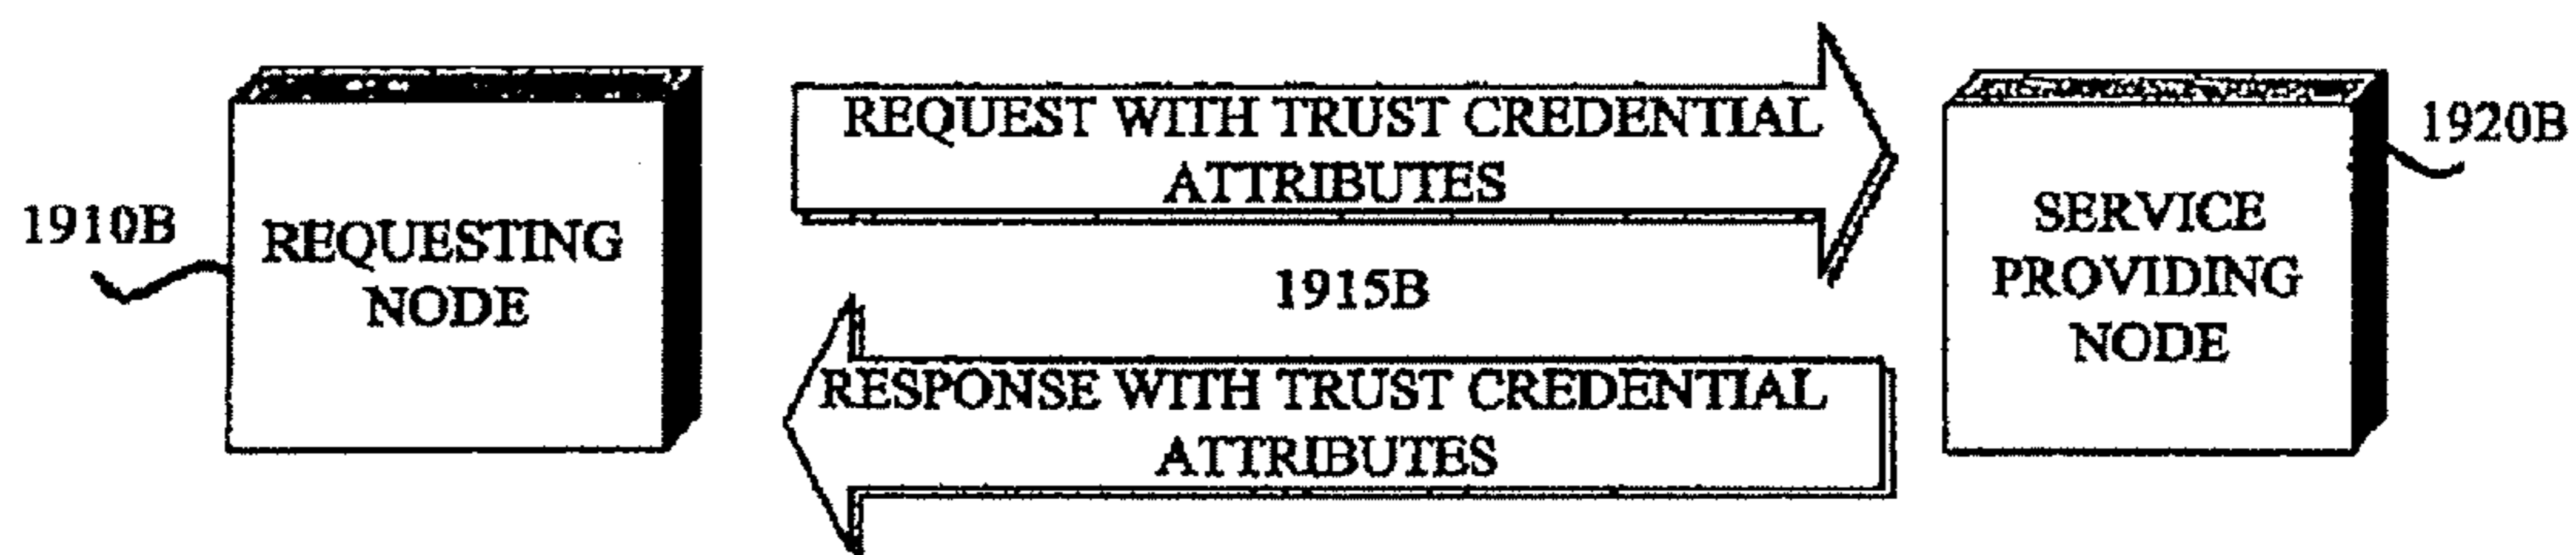 REQUEST WITH TRUST CREDENTIAL
ATTRIBUTES
1910B
REQUESTING
NODE
1915B
1920B
SERVICE
PROVIDING
NODE
RESPONSE WITH TRUST CREDENTIAL
ATTRIBUTES